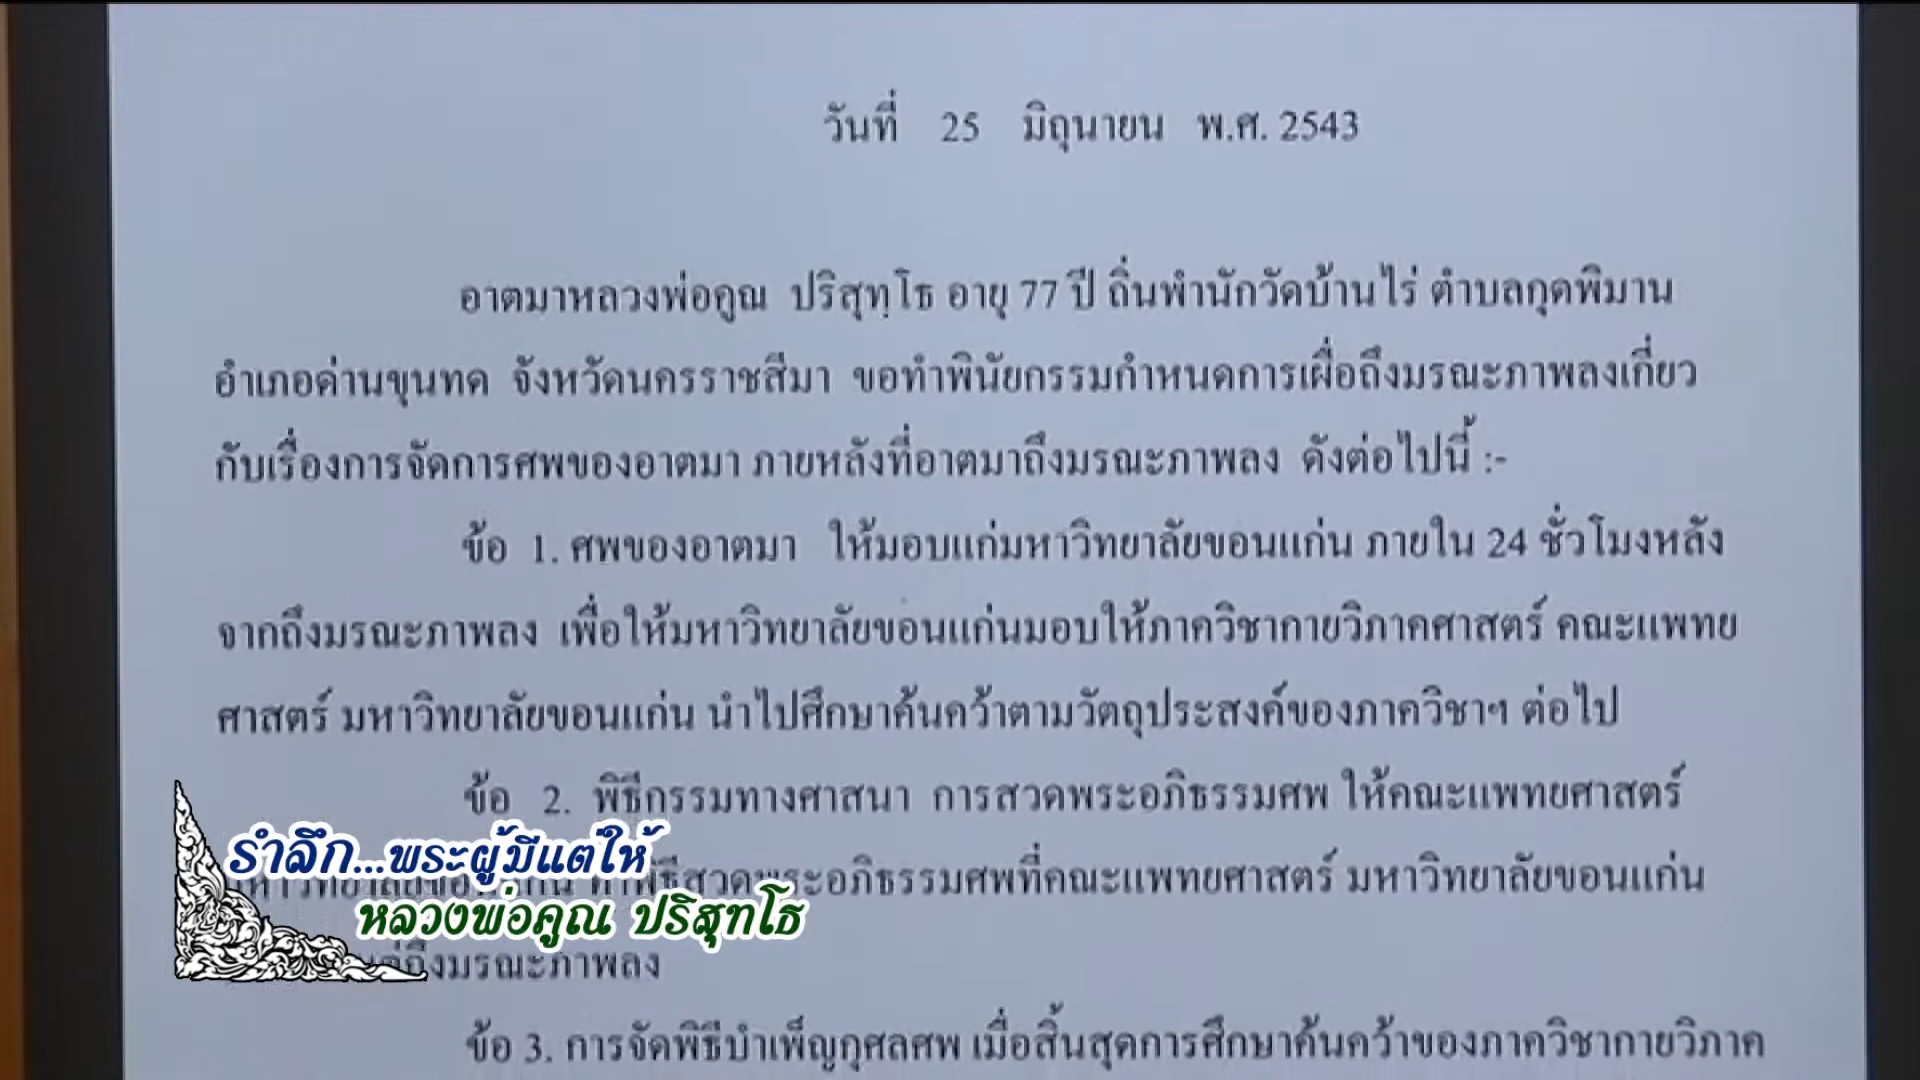 วันที่ 25 มิถุนายน พ.ศ. 2543
อาตมาหลวงพ่อคูณ ปริสุทฺโธ อายุ 77 ปี ถิ่นพำนักวัดบ้านไร่ ตำบลกุดพิมาน
อำเภอด่านขุนทด จังหวัดนครราชสีมา ขอทำพินัยกรรมกำหนดการเผื่อถึงมรณะภาพลงเกี่ยว
กับเรื่องการจัดการศพของอาตมา ภายหลังที่อาตมาถึงมรณะภาพลง ดังต่อไปนี้ :-
ข้อ 1. ศพของอาตมา ให้มอบแก่มหาวิทยาลัยขอนแก่น ภายใน 24 ชั่วโมงหลัง
จากถึงมรณะภาพลง เพื่อให้มหาวิทยาลัยขอนแก่นมอบให้ภาควิชากายวิภาคศาสตร์ คณะแพทย
ศาสตร์ มหาวิทยาลัยขอนแก่น นำไปศึกษาค้นคว้าตามวัตถุประสงค์ของภาควิชาฯ ต่อไป
ข้อ 2. พิธีกรรมทางศาสนา การสวดพระอภิธรรมศพ ให้คณะแพทยศาสตร์
สวดพระอภิธรรมศพที่คณะแพทยศาสตร์ มหาวิทยาลัยขอนแก่น
ถึงมรณะภาพลง
ข้อ 3. การจัดพิธีบำเพ็ญกุศลศพ เมื่อสิ้นสุดการศึกษาค้นคว้าของภาควิชากายวิภาค
รำลึก...พระผู้มีแต่ให้
หลวงพ่อคูณ ปริสุทโธ